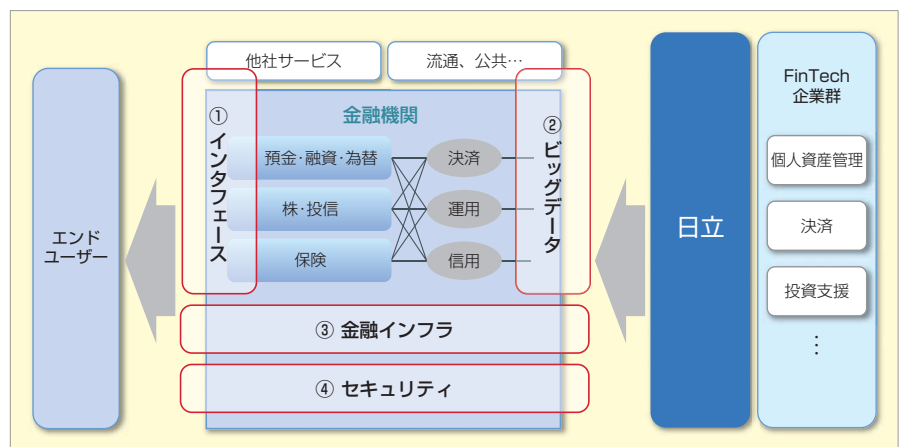 他社サービス
流通、公共…
エンド
ユーザー
①インタフェース
金融機関
預金・融資・為替
株・投信
保険
決済
運用
信用
②ビッグデータ
③ 金融インフラ
④ セキュリティ
日立
FinTech
企業群
個人資産管理
決済
投資支援
⋮